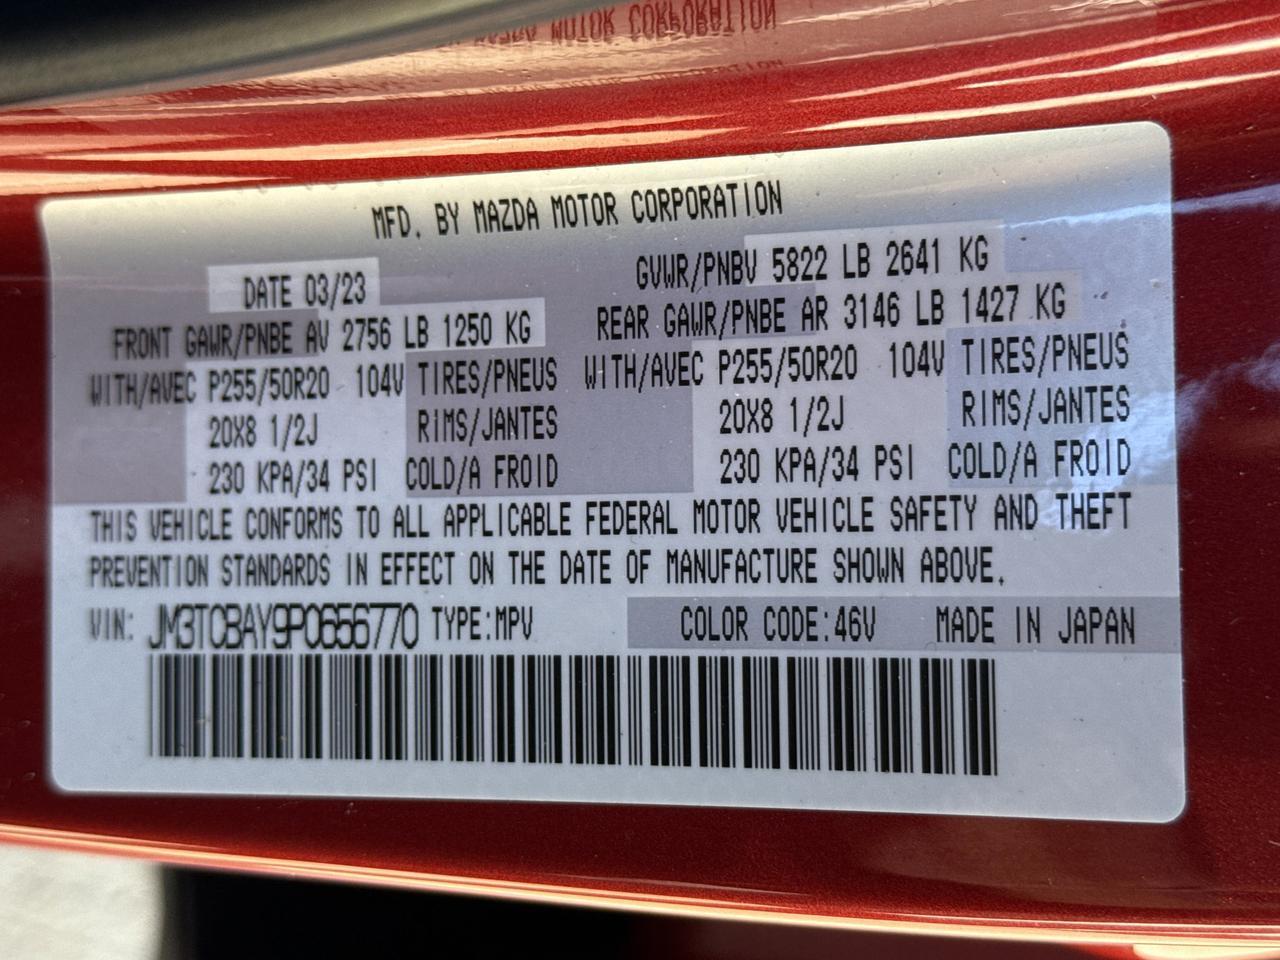 MFD. BY MAZDA MOTOR CORPORATION
DATE 03/23 GVWR/PNBV 5822 LB 2641 KG
FRONT GAWR/PNBE AV 2756 LB 1250 KG REAR GAWR/PNBE AR 3146 LB 1427 KG
WITH/AVEC P255/50R20 104V TIRES/PNEUS WITH/AVEC P255/50R20 104V TIRES/PNEUS
20X8 1/2J RIMS/JANTES 20X8 1/2J RIMS/JANTES
230 KPA/34 PSI COLD/A FROID 230 KPA/34 PSI COLD/A FROID
THIS VEHICLE CONFORMS TO ALL APPLICABLE FEDERAL MOTOR VEHICLE SAFETY AND THEFT
PREVENTION STANDARDS IN EFFECT ON THE DATE OF MANUFACTURE SHOWN ABOVE.
VIN: JM3TCBAY9P0656770 TYPE:MPV COLOR CODE:46V MADE IN JAPAN